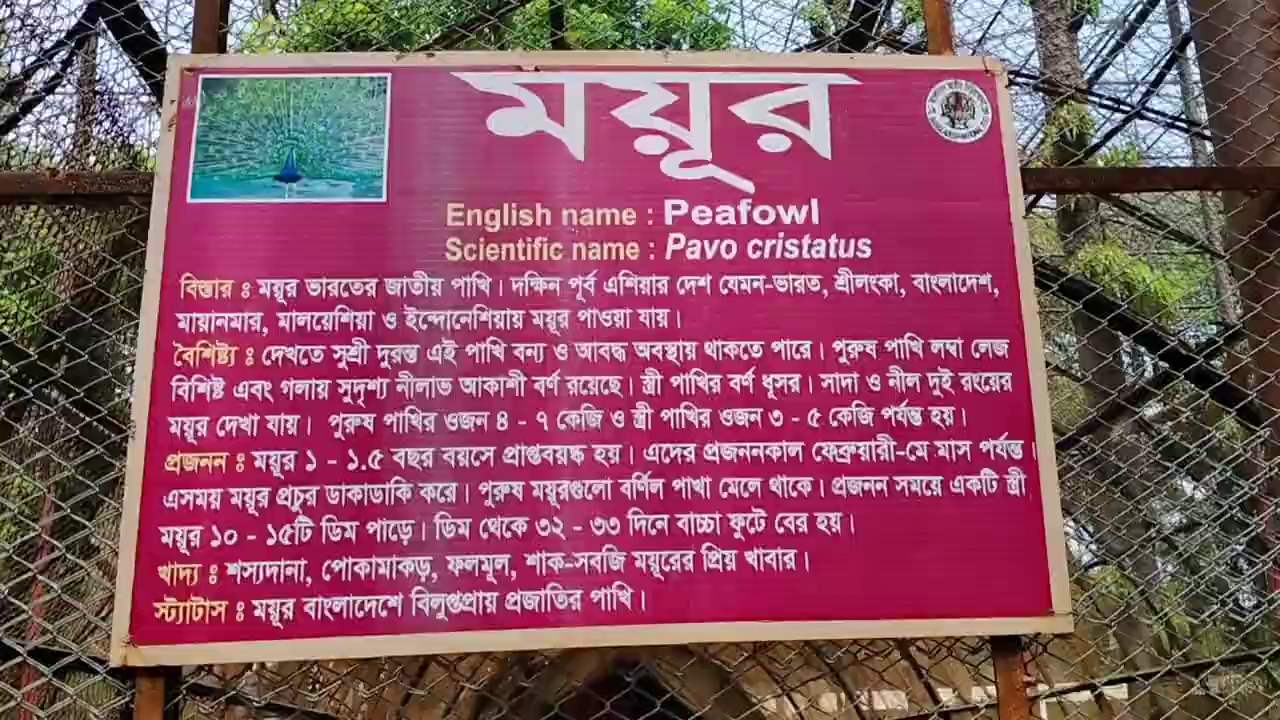 ময়ূর
English name : Peafowl
Scientific name : Pavo cristatus
বিস্তার ঃ ময়ূর ভারতের জাতীয় পাখি। দক্ষিন পূর্ব এশিয়ার দেশ যেমন-ভারত, শ্রীলংকা, বাংলাদেশ,
মায়ানমার, মালয়েশিয়া ও ইন্দোনেশিয়ায় ময়ূর পাওয়া যায়।
বৈশিষ্ট্য ঃ দেখতে সুশ্রী দুরন্ত এই পাখি বন্য ও আবদ্ধ অবস্থায় থাকতে পারে। পুরুষ পাখি লম্বা লেজ
বিশিষ্ট এবং গলায় সুদৃশ্য নীলাভ আকাশী বর্ণ রয়েছে। স্ত্রী পাখির বর্ণ ধূসর। সাদা ও নীল দুই রংয়ের
ময়ূর দেখা যায়। পুরুষ পাখির ওজন ৪ - ৭ কেজি ও স্ত্রী পাখির ওজন ৩ - ৫ কেজি পর্যন্ত হয়।
প্রজনন ঃ ময়ূর ১ - ১.৫ বছর বয়সে প্রাপ্তবয়ষ্ক হয়। এদের প্রজননকাল ফেব্রুয়ারী-মে মাস পর্যন্ত।
এসময় ময়ূর প্রচুর ডাকাডাকি করে। পুরুষ ময়ূরগুলো বর্ণিল পাখা মেলে থাকে। প্রজনন সময়ে একটি স্ত্রী
ময়ূর ১০ - ১৫টি ডিম পাড়ে। ডিম থেকে ৩২ - ৩৩ দিনে বাচ্চা ফুটে বের হয়।
খাদ্য ঃ শস্যদানা, পোকামাকড়, ফলমূল, শাক-সবজি ময়ূরের প্রিয় খাবার।
স্ট্যাটাস ঃ ময়ূর বাংলাদেশে বিলুপ্তপ্রায় প্রজাতির পাখি।